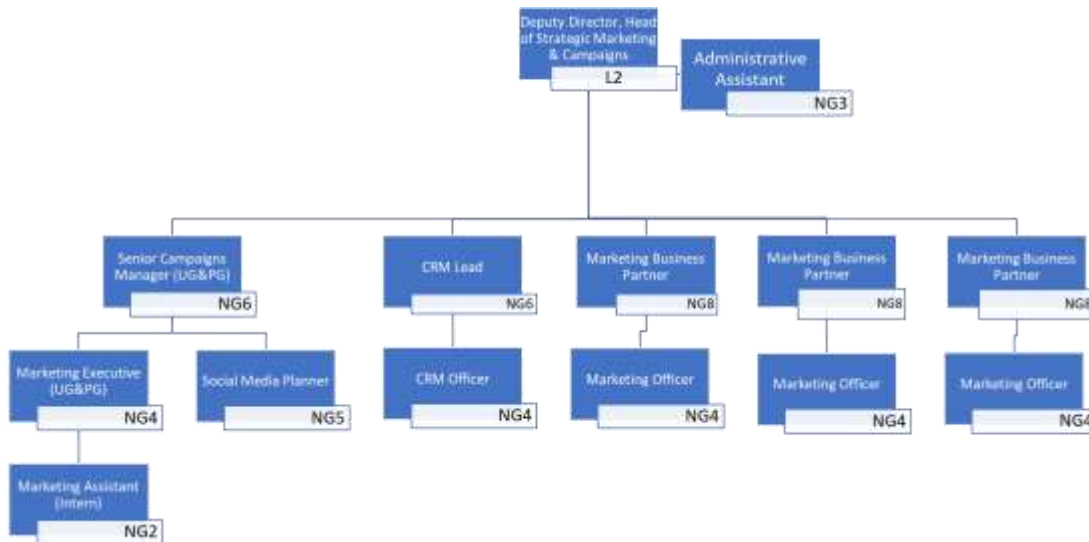 Deputy Director, Head
of Strategic Marketing
& Campaigns
L2
Administrative
Assistant
NG3
Senior Campaigns
Manager (UG&PG)
NG6
CRM Lead
NG6
Marketing Business
Partner
NG8
Marketing Business
Partner
NG8
Marketing Business
Partner
NG8
Marketing Executive
(UG&PG)
NG4
Social Media Planner
NG5
CRM Officer
NG4
Marketing Officer
NG4
Marketing Officer
NG4
Marketing Officer
NG4
Marketing Assistant
(Intern)
NG2